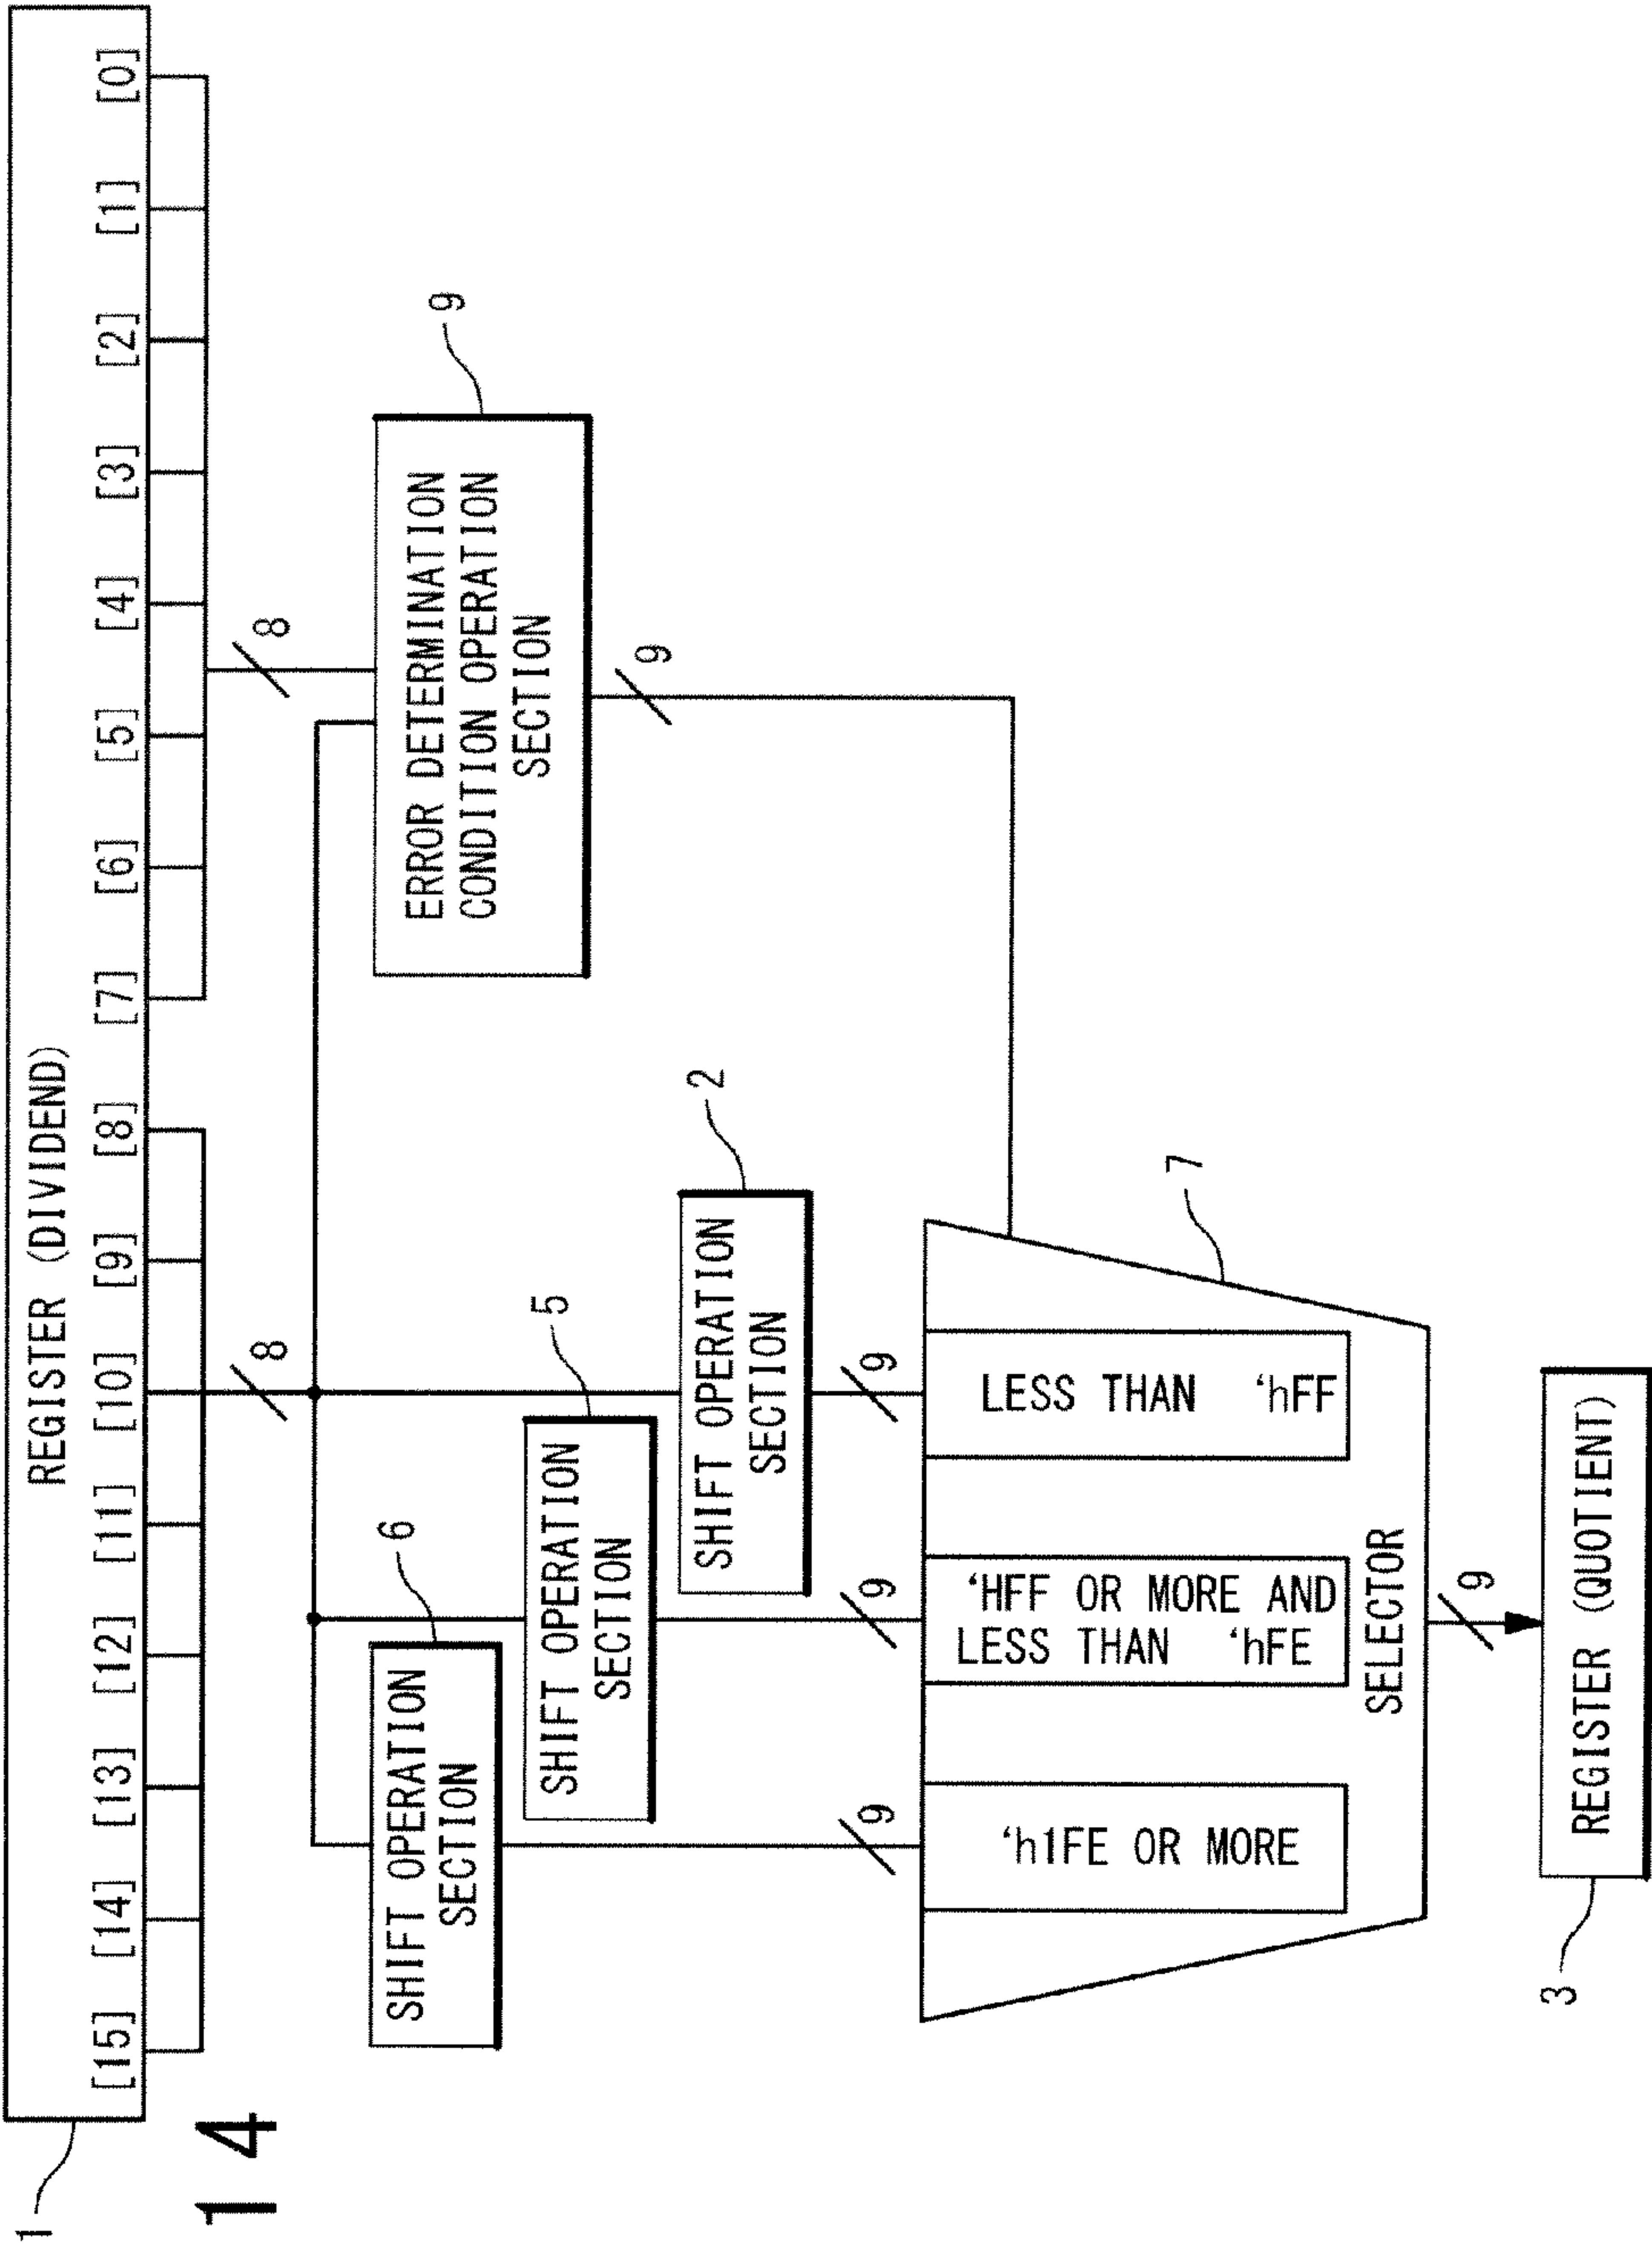 14
1
REGISTER (DIVIDEND)
[15] [14] [13] [12] [11] [10] [9] [8] [7] [6] [5] [4] [3] [2] [1] [0]
8
8
6
SHIFT OPERATION
SECTION
5
SHIFT OPERATION
SECTION
2
SHIFT OPERATION
SECTION
9
ERROR DETERMINATION
CONDITION OPERATION
SECTION
9
9
9
9
7
'h1FE OR MORE
'HFF OR MORE AND
LESS THAN 'hFE
LESS THAN 'hFF
SELECTOR
9
3
REGISTER (QUOTIENT)